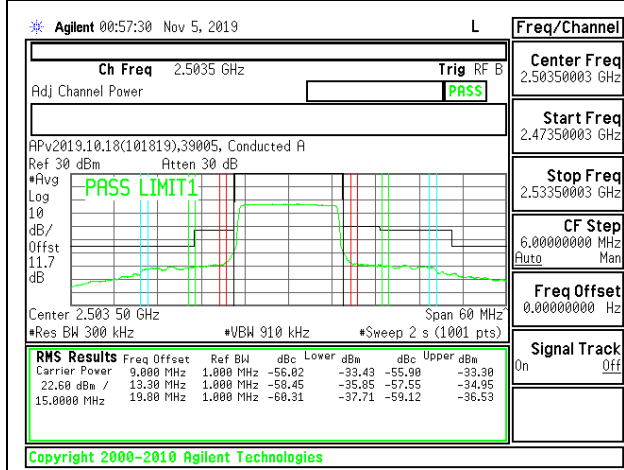 Agilent 00:57:30 Nov 5, 2019 L
Freq/Channel
Ch Freq 2.5035 GHz Trig RF B
Adj Channel Power PASS
APv2019.10.18(101819),39005, Conducted A
Ref 30 dBm Atten 30 dB
#Avg
Log
10
dB/
Offst
11.7
dB
PASS LIMIT1
Center 2.503 50 GHz Span 60 MHz^
#Res BW 300 kHz #VBW 910 kHz #Sweep 2 s (1001 pts)
RMS Results Freq Offset Ref BW dBc Lower dBm dBc Upper dBm
Carrier Power 9.000 MHz 1.000 MHz -56.02 -33.43 -55.90 -33.30
22.60 dBm / 13.30 MHz 1.000 MHz -58.45 -35.85 -57.55 -34.95
15.0000 MHz 19.80 MHz 1.000 MHz -60.31 -37.71 -59.12 -36.53
Copyright 2000-2010 Agilent Technologies
Center Freq
2.50350003 GHz
Start Freq
2.47350003 GHz
Stop Freq
2.53350003 GHz
CF Step
6.00000000 MHz
Auto Man
Freq Offset
0.00000000 Hz
Signal Track
On Off